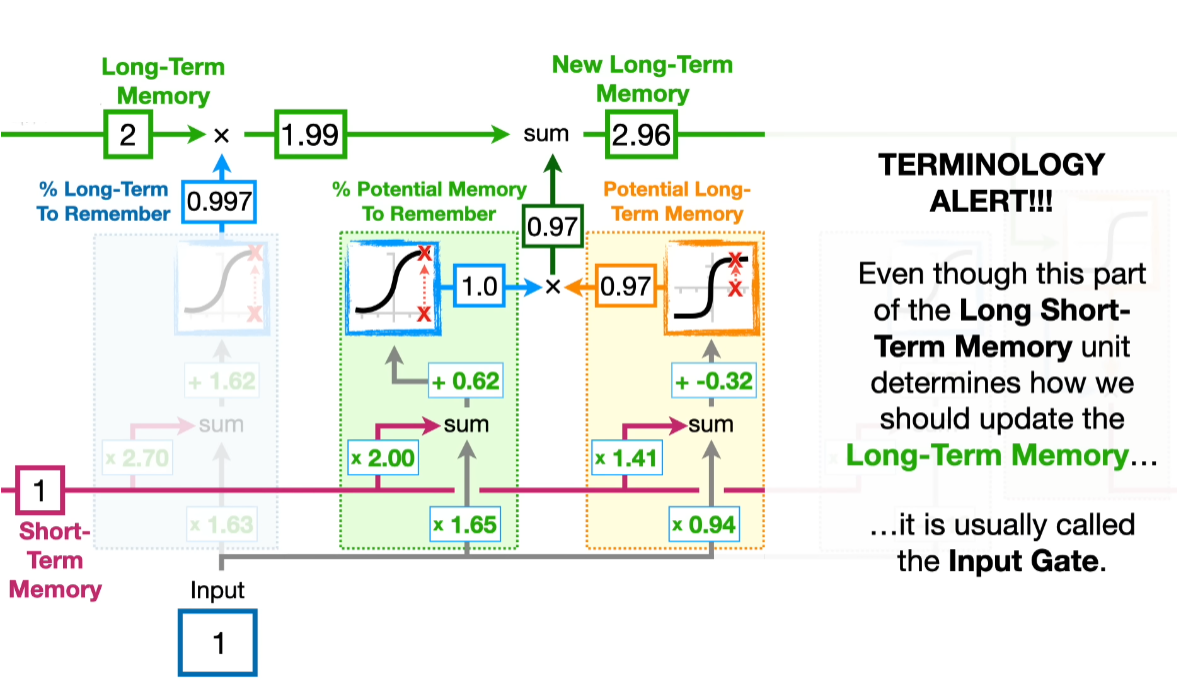 Long-Term
Memory
New Long-Term
Memory
2
×
1.99
sum
2.96
% Long-Term
To Remember
0.997
% Potential Memory
To Remember
0.97
Potential Long-
Term Memory
X
X
X
X
1.0
×
0.97
X
X
+ 1.62
+ 0.62
+ -0.32
sum
sum
sum
x 2.70
x 2.00
x 1.41
1
Short-
Term
Memory
x 1.63
x 1.65
x 0.94
Input
1
TERMINOLOGY
ALERT!!!
Even though this part
of the Long Short-
Term Memory unit
determines how we
should update the
Long-Term Memory…
…it is usually called
the Input Gate.